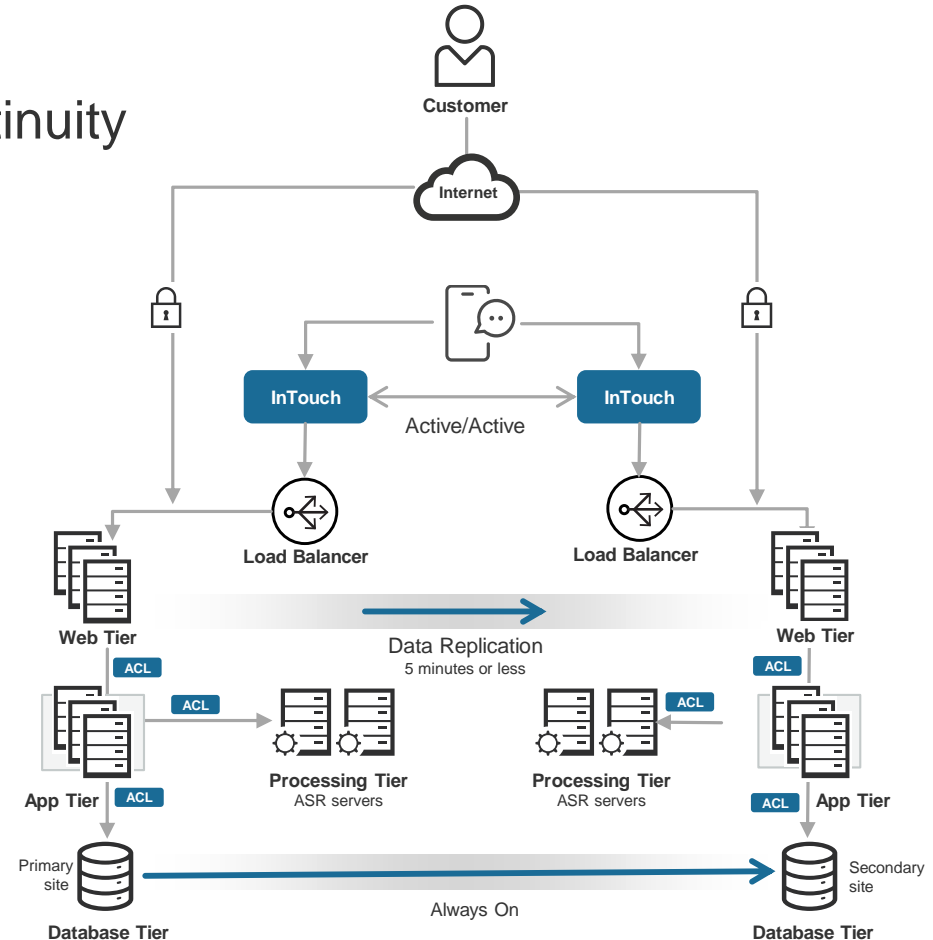 tinuity
Customer
Internet
InTouch
InTouch
Active/Active
Load Balancer
Load Balancer
Web Tier
Web Tier
Data Replication
5 minutes or less
ACL
ACL
ACL
ACL
Processing Tier
ASR servers
Processing Tier
ASR servers
App Tier
ACL
ACL
App Tier
Primary
site
Secondary
site
Always On
Database Tier
Database Tier